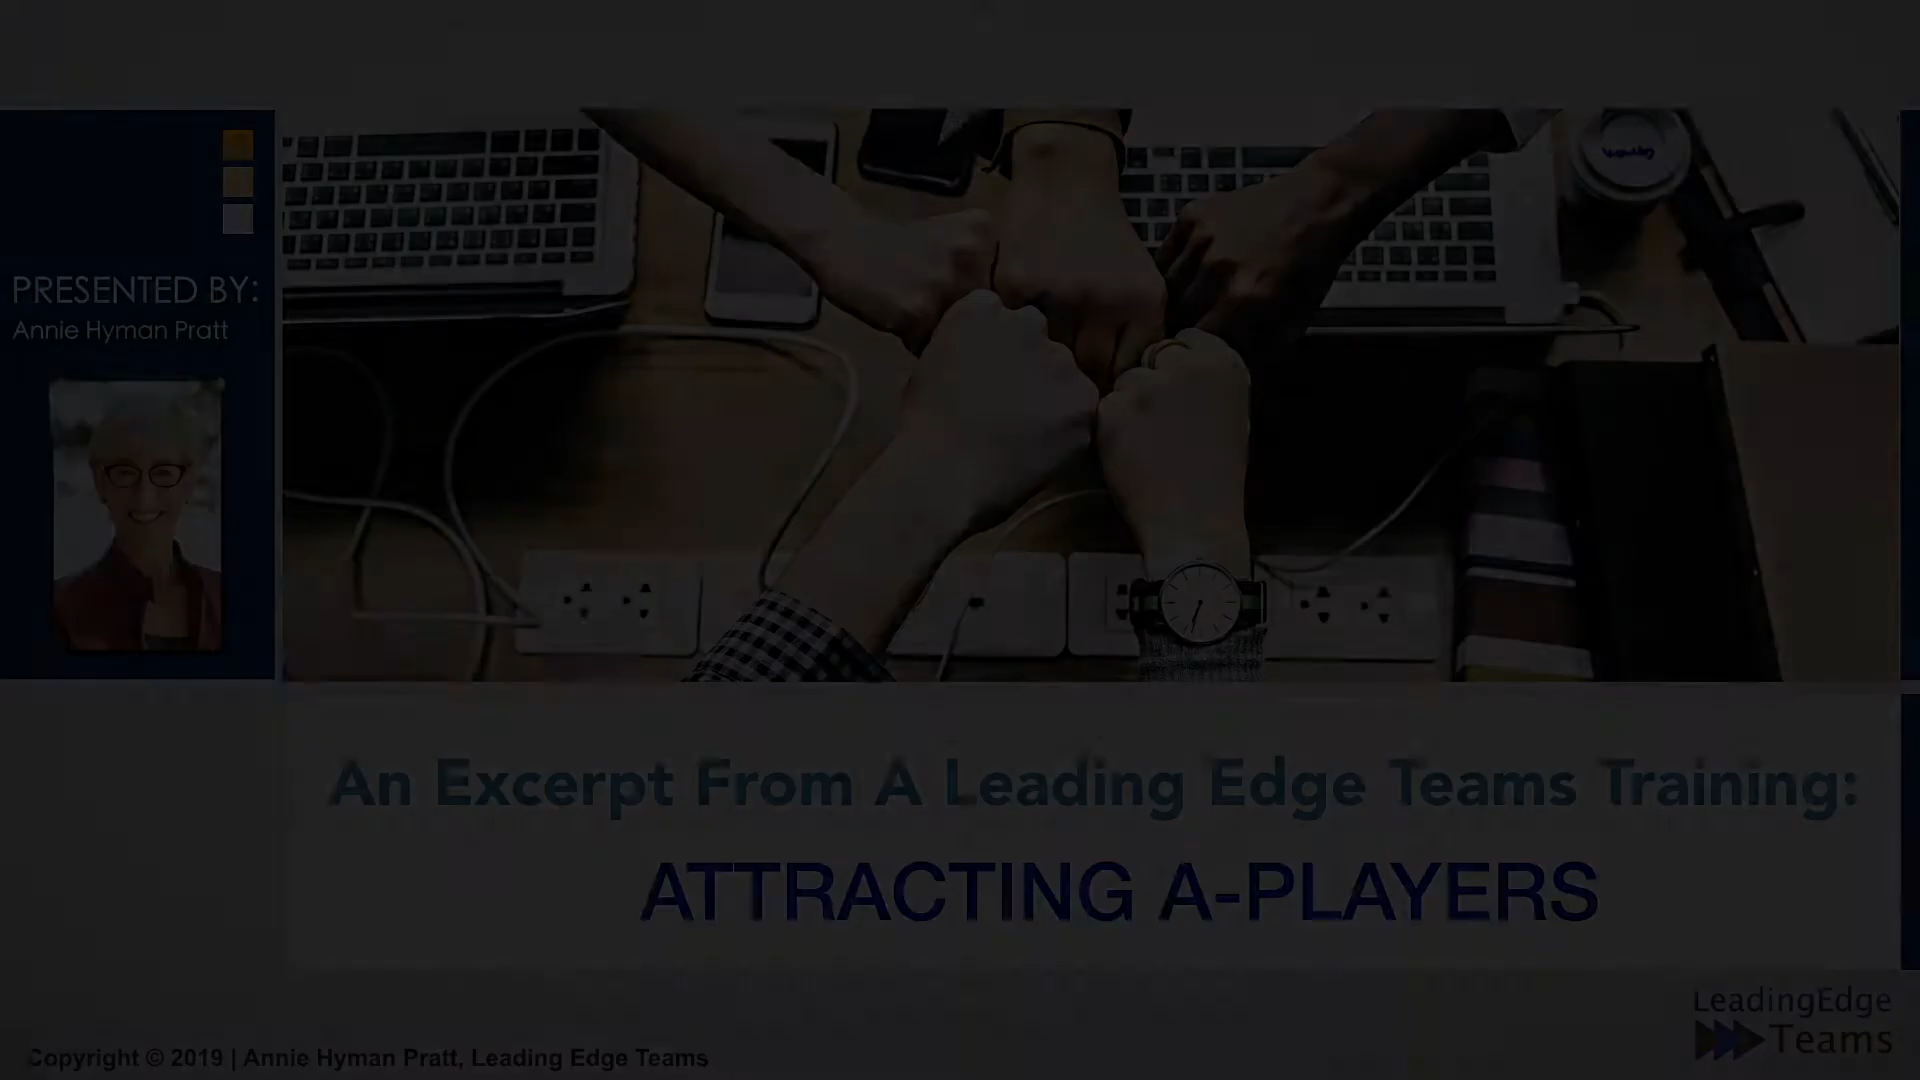 PRESENTED BY:
Annie Hyman Pratt
An Excerpt From A Leading Edge Teams Training:
ATTRACTING A-PLAYERS
LeadingEdge
Teams
Copyright © 2019 | Annie Hyman Pratt, Leading Edge Teams